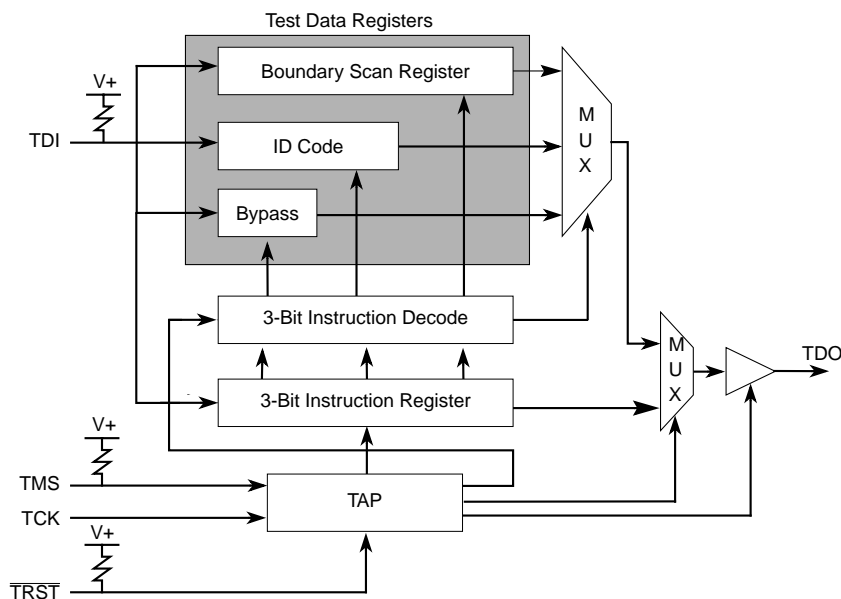 Test Data Registers
Boundary Scan Register
V+
TDI
ID Code
M
U
X
Bypass
3-Bit Instruction Decode
M
U
X
TDO
3-Bit Instruction Register
V+
TMS
TAP
TCK
V+
TRST